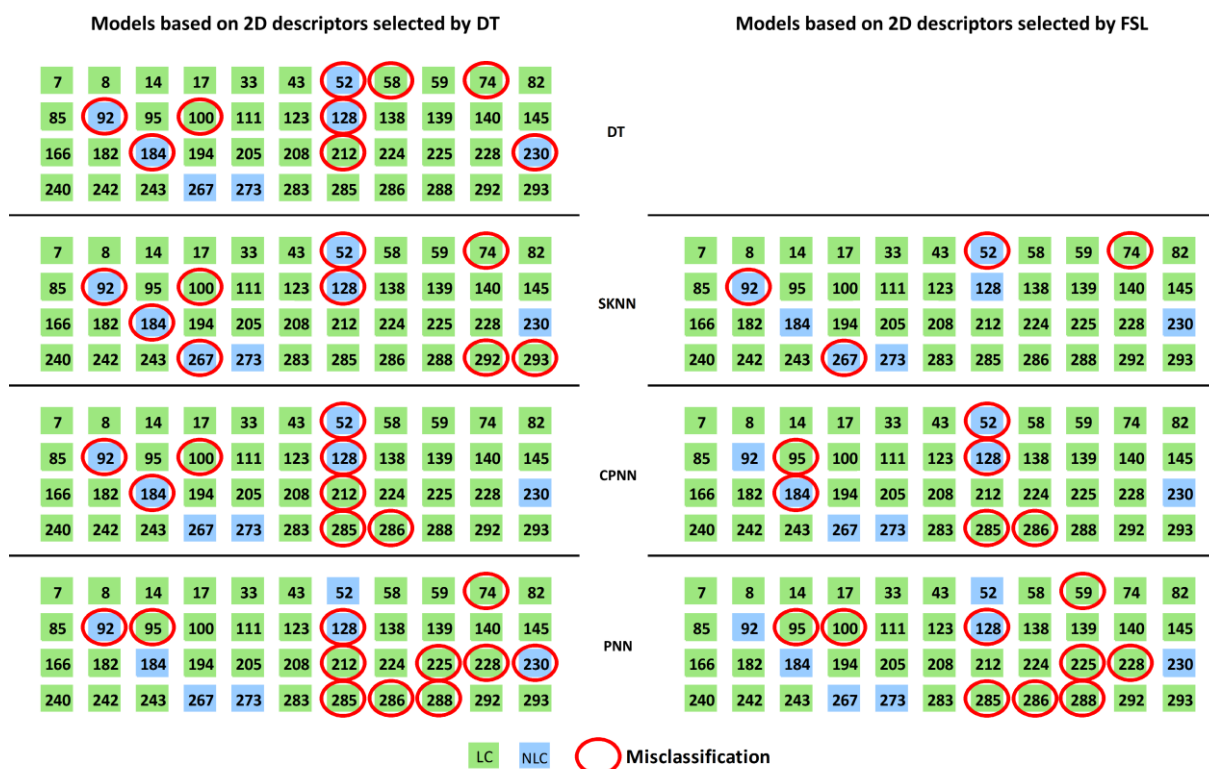 Models based on 2D descriptors selected by DT
Models based on 2D descriptors selected by FSL
7 8 14 17 33 43 52 58 59 74 82
85 92 95 100 111 123 128 138 139 140 145
166 182 184 194 205 208 212 224 225 228 230
240 242 243 267 273 283 285 286 288 292 293
DT
7 8 14 17 33 43 52 58 59 74 82
85 92 95 100 111 123 128 138 139 140 145
166 182 184 194 205 208 212 224 225 228 230
240 242 243 267 273 283 285 286 288 292 293
SKNN
7 8 14 17 33 43 52 58 59 74 82
85 92 95 100 111 123 128 138 139 140 145
166 182 184 194 205 208 212 224 225 228 230
240 242 243 267 273 283 285 286 288 292 293
7 8 14 17 33 43 52 58 59 74 82
85 92 95 100 111 123 128 138 139 140 145
166 182 184 194 205 208 212 224 225 228 230
240 242 243 267 273 283 285 286 288 292 293
CPNN
7 8 14 17 33 43 52 58 59 74 82
85 92 95 100 111 123 128 138 139 140 145
166 182 184 194 205 208 212 224 225 228 230
240 242 243 267 273 283 285 286 288 292 293
7 8 14 17 33 43 52 58 59 74 82
85 92 95 100 111 123 128 138 139 140 145
166 182 184 194 205 208 212 224 225 228 230
240 242 243 267 273 283 285 286 288 292 293
PNN
7 8 14 17 33 43 52 58 59 74 82
85 92 95 100 111 123 128 138 139 140 145
166 182 184 194 205 208 212 224 225 228 230
240 242 243 267 273 283 285 286 288 292 293
LC NLC Misclassification